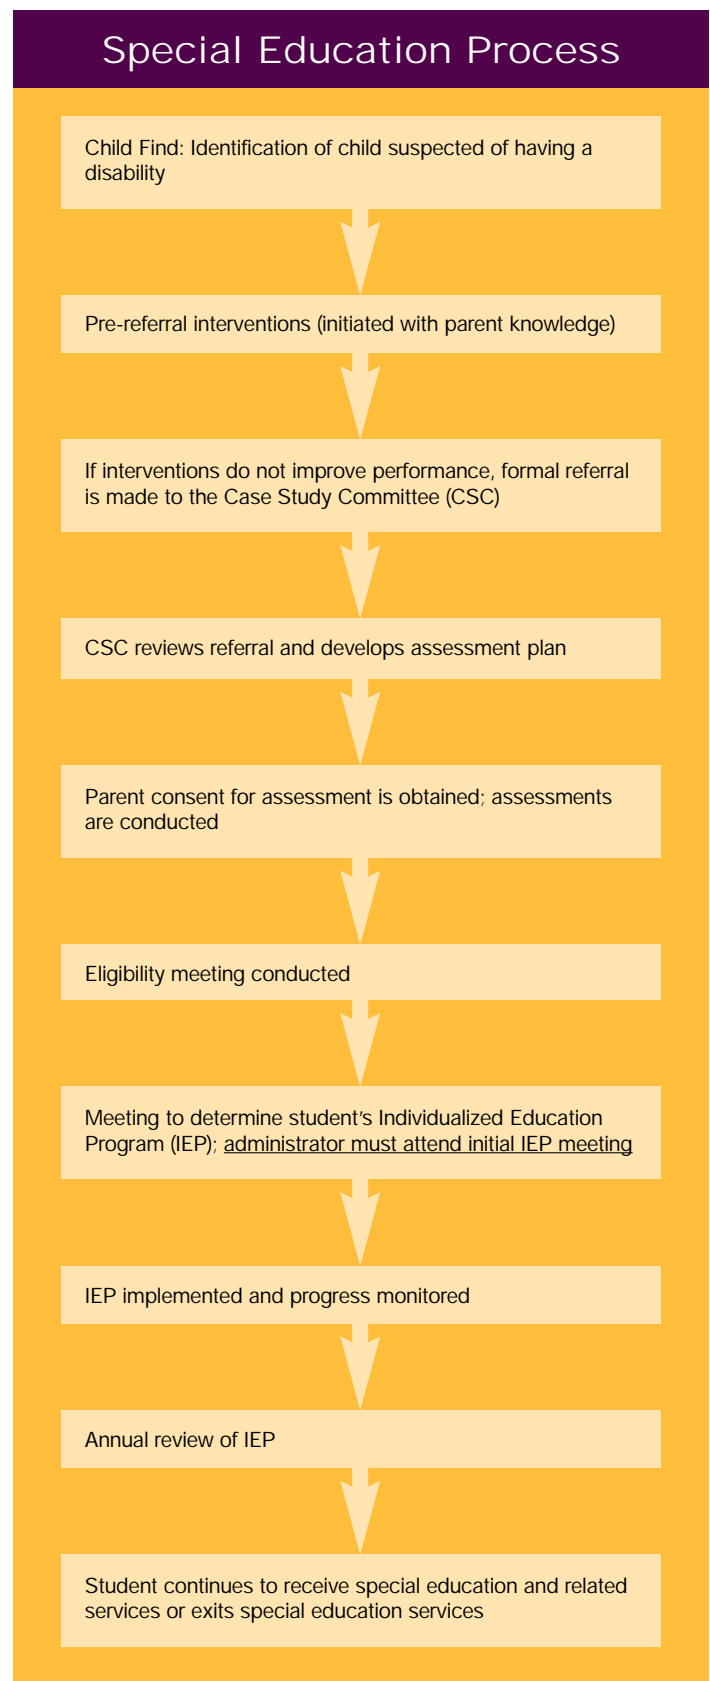 Special Education Process
Child Find: Identification of child suspected of having a
disability
Pre-referral interventions (initiated with parent knowledge)
If interventions do not improve performance, formal referral
is made to the Case Study Committee (CSC)
CSC reviews referral and develops assessment plan
Parent consent for assessment is obtained; assessments
are conducted
Eligibility meeting conducted
Meeting to determine student's Individualized Education
Program (IEP); administrator must attend initial IEP meeting
IEP implemented and progress monitored
Annual review of IEP
Student continues to receive special education and related
services or exits special education services